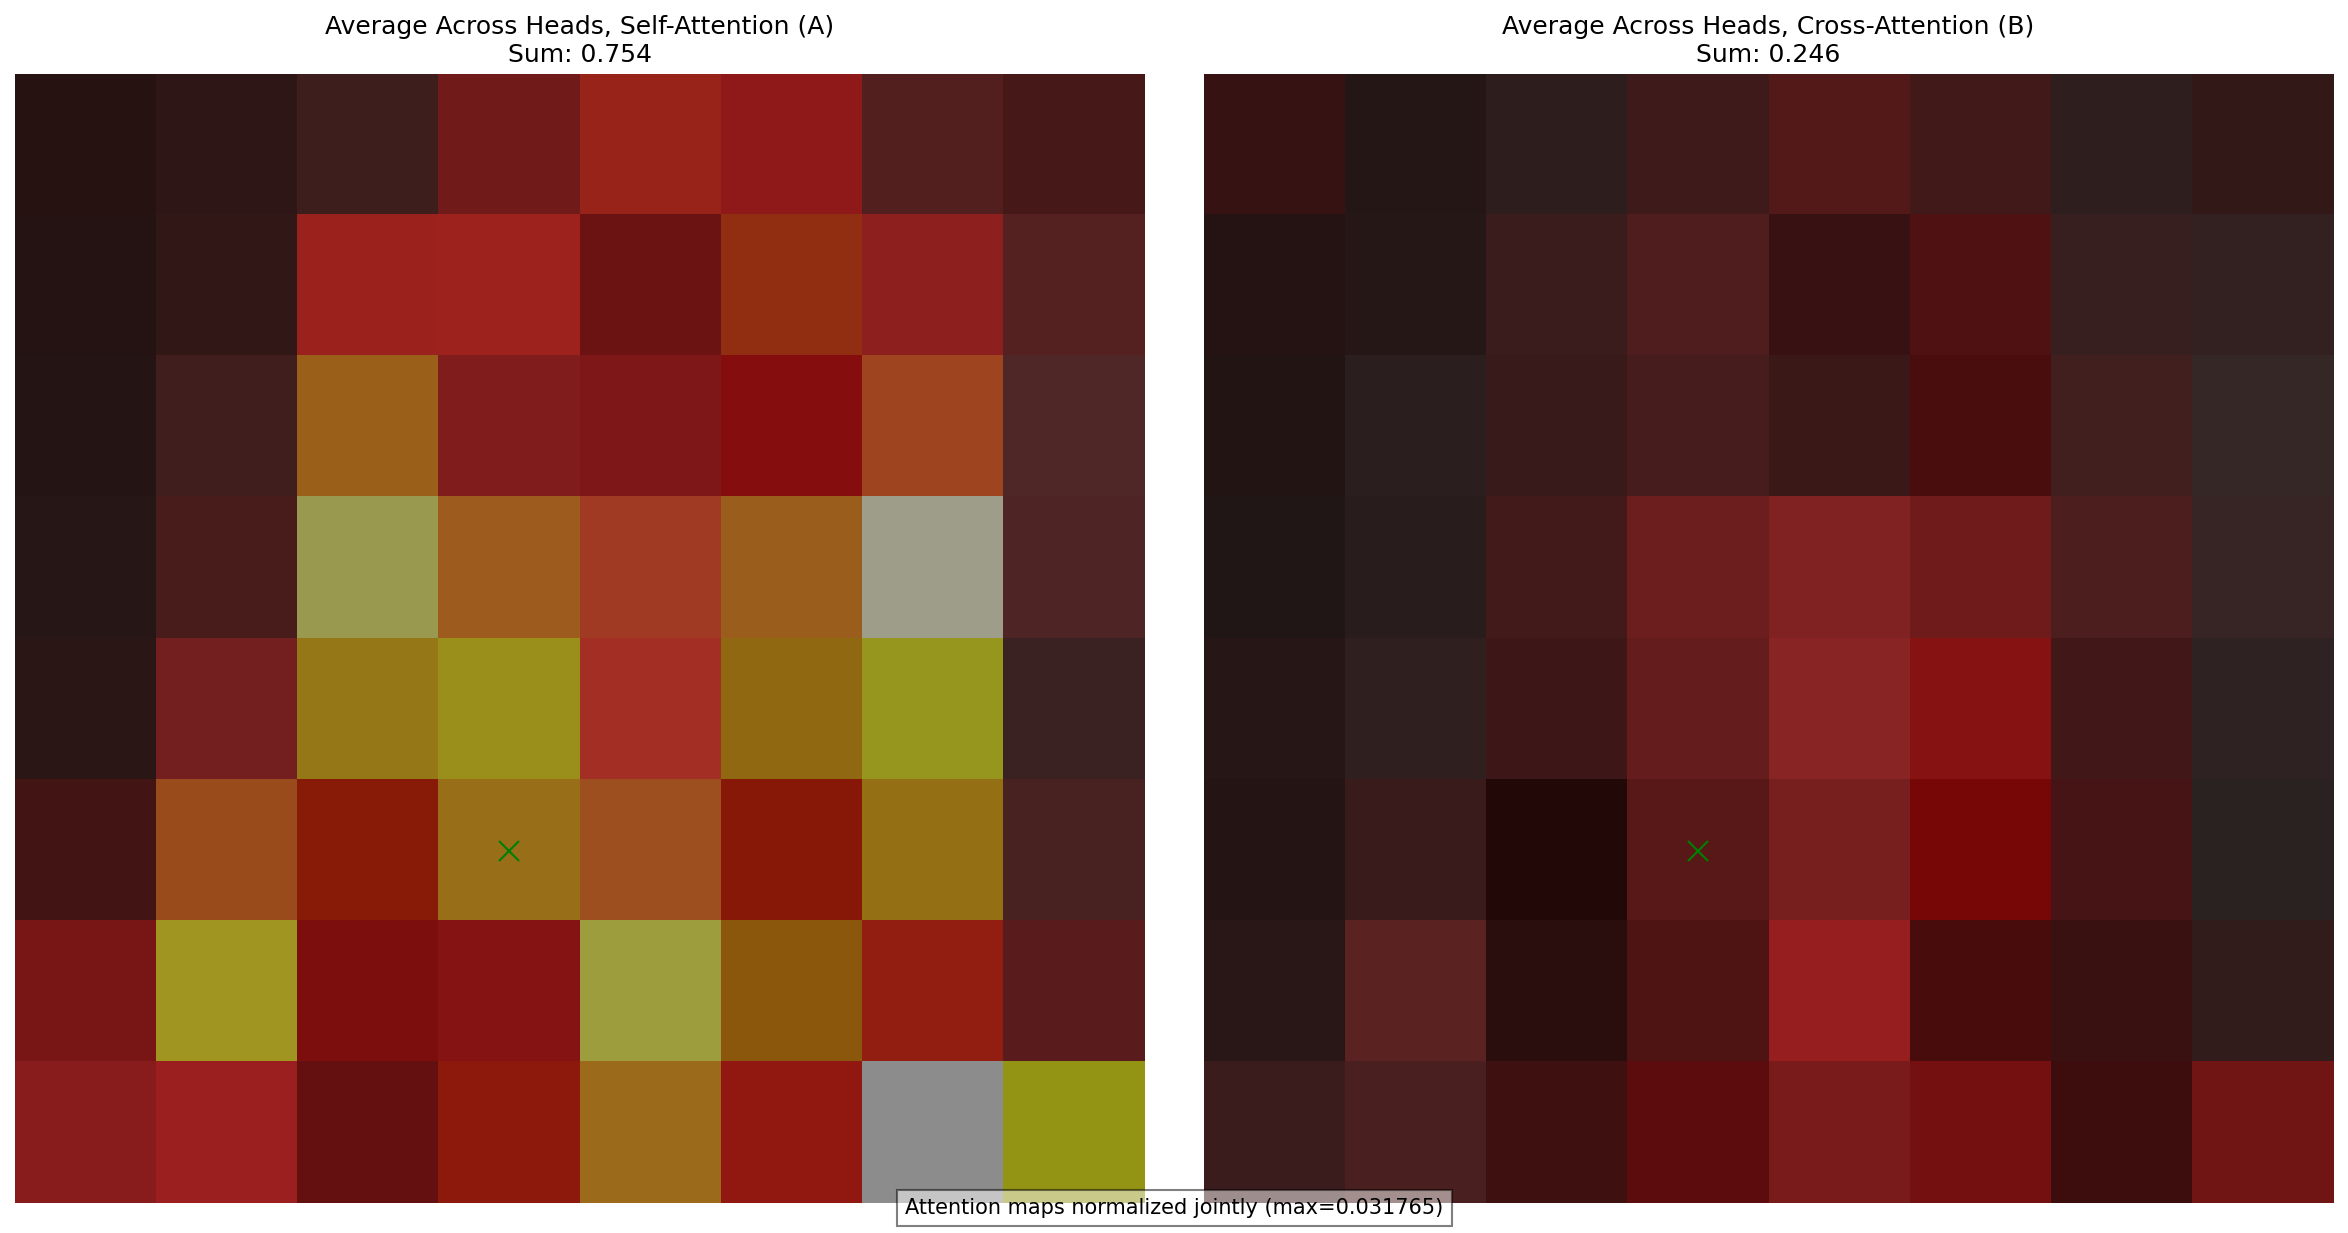 Average Across Heads, Self-Attention (A)
Sum: 0.754
Average Across Heads, Cross-Attention (B)
Sum: 0.246
Attention maps normalized jointly (max=0.031765)